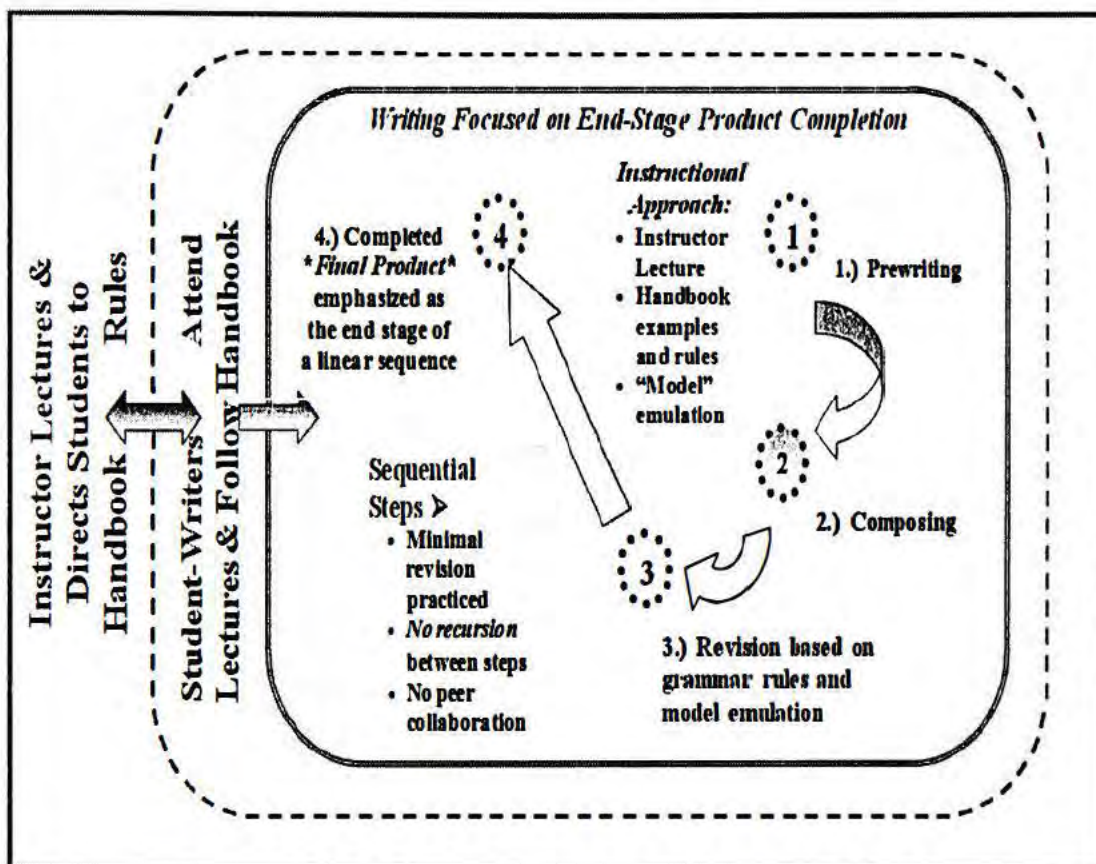 Instructor Lectures &
Directs Students to
Handbook Rules
Student-Writers Attend
Lectures & Follow Handbook
Writing Focused on End-Stage Product Completion
Instructional
Approach:
• Instructor
Lecture
• Handbook
examples
and rules
• “Model”
emulation
1
1.) Prewriting
2
2.) Composing
3
3.) Revision based on
grammar rules and
model emulation
4
4.) Completed
*Final Product*
emphasized as
the end stage of
a linear sequence
Sequential
Steps ➢
• Minimal
revision
practiced
• No recursion
between steps
• No peer
collaboration